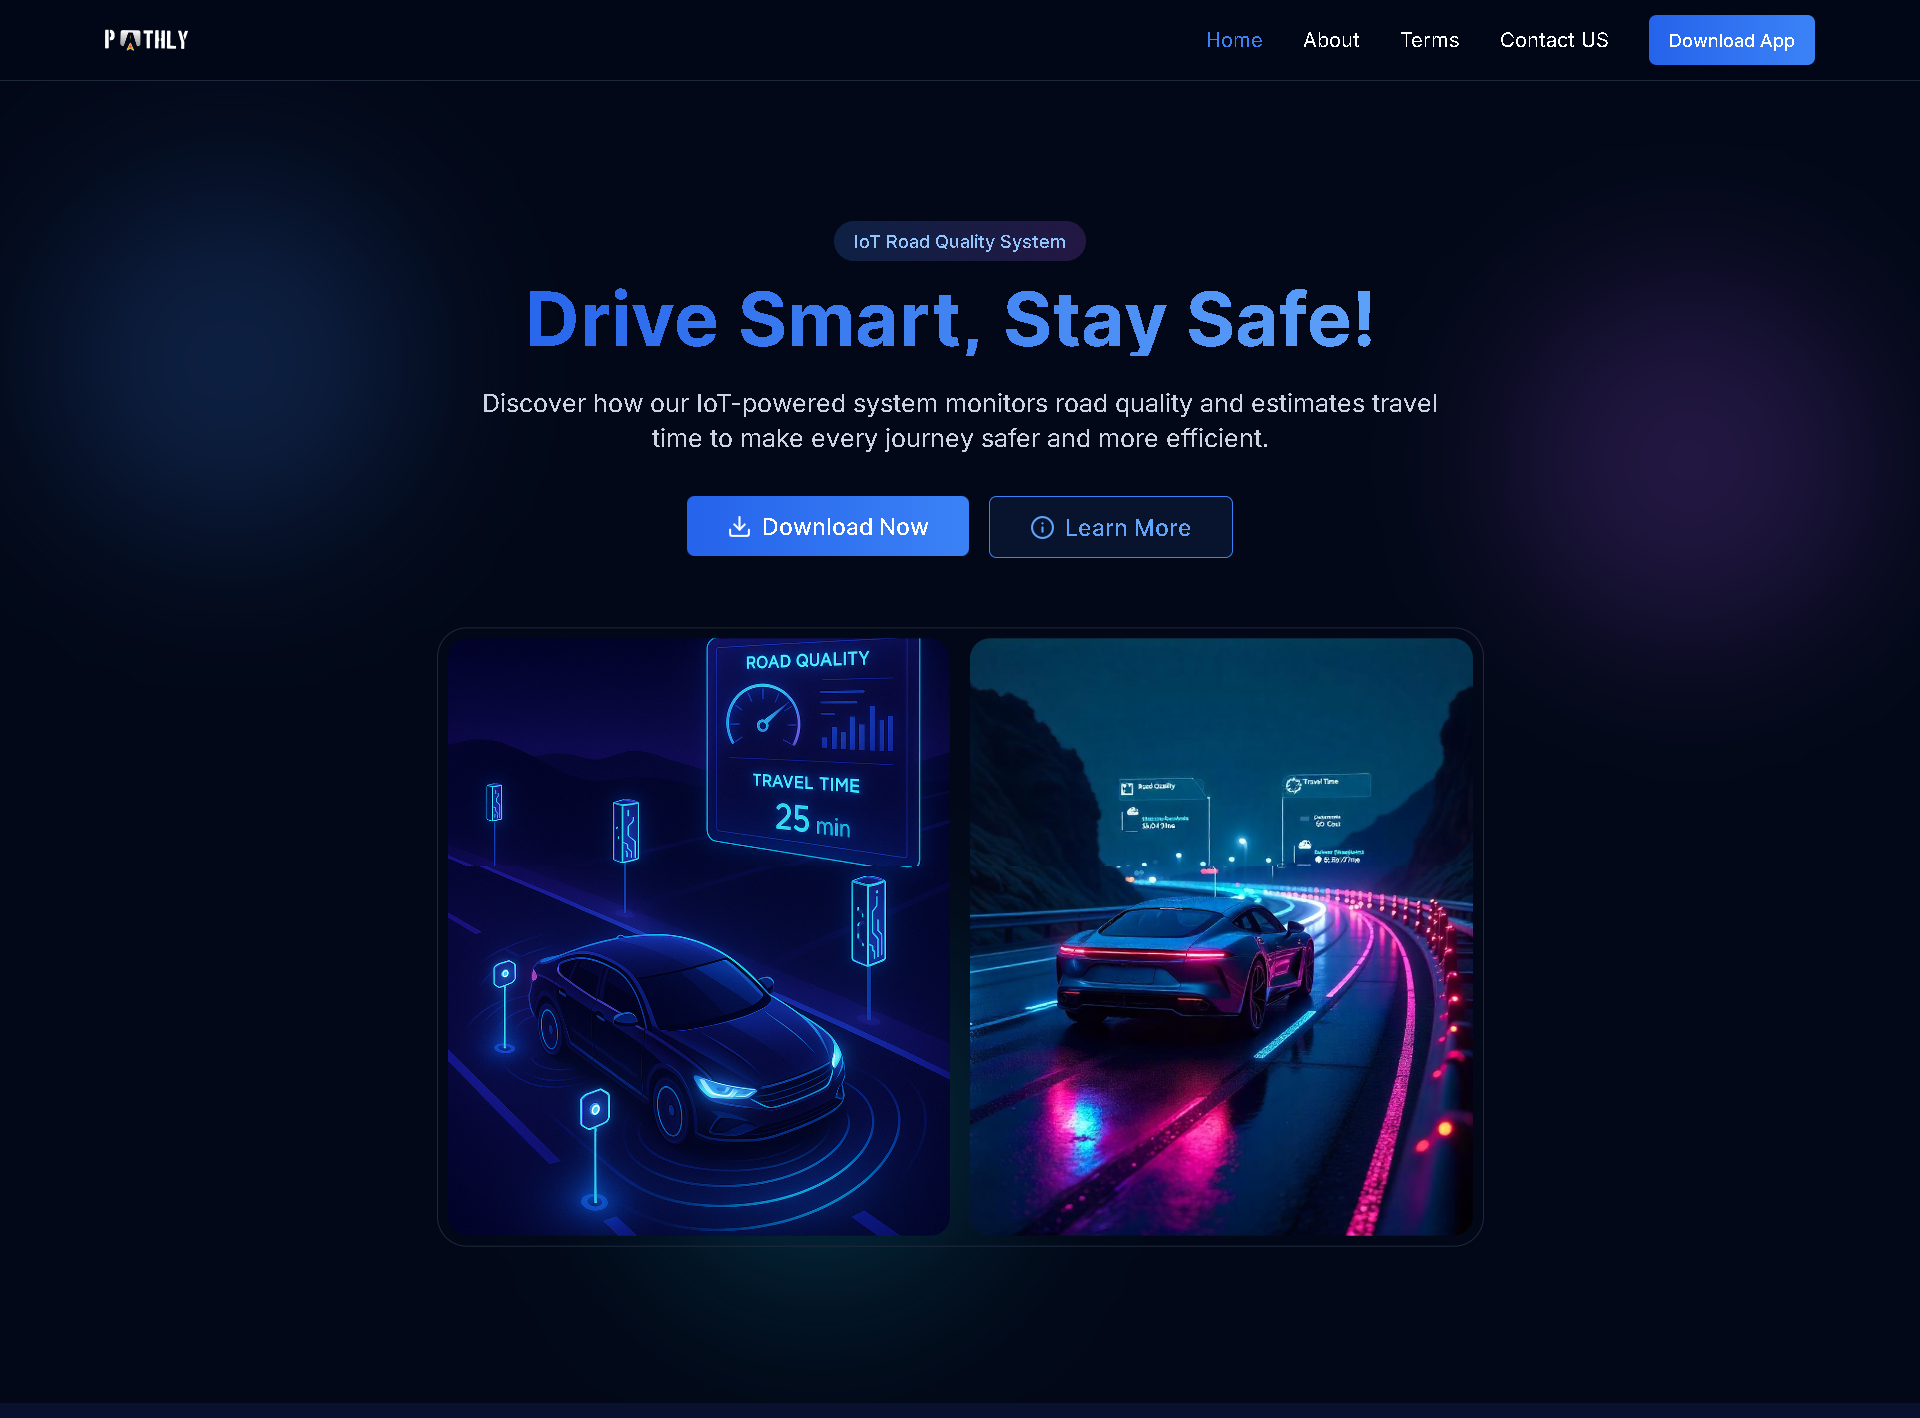 PATHLY
Home
About
Terms
Contact US
Download App
IoT Road Quality System
Drive Smart, Stay Safe!
Discover how our IoT-powered system monitors road quality and estimates travel
time to make every journey safer and more efficient.
Download Now
Learn More
ROAD QUALITY
TRAVEL TIME
25 min
Road Quality
Travel Time